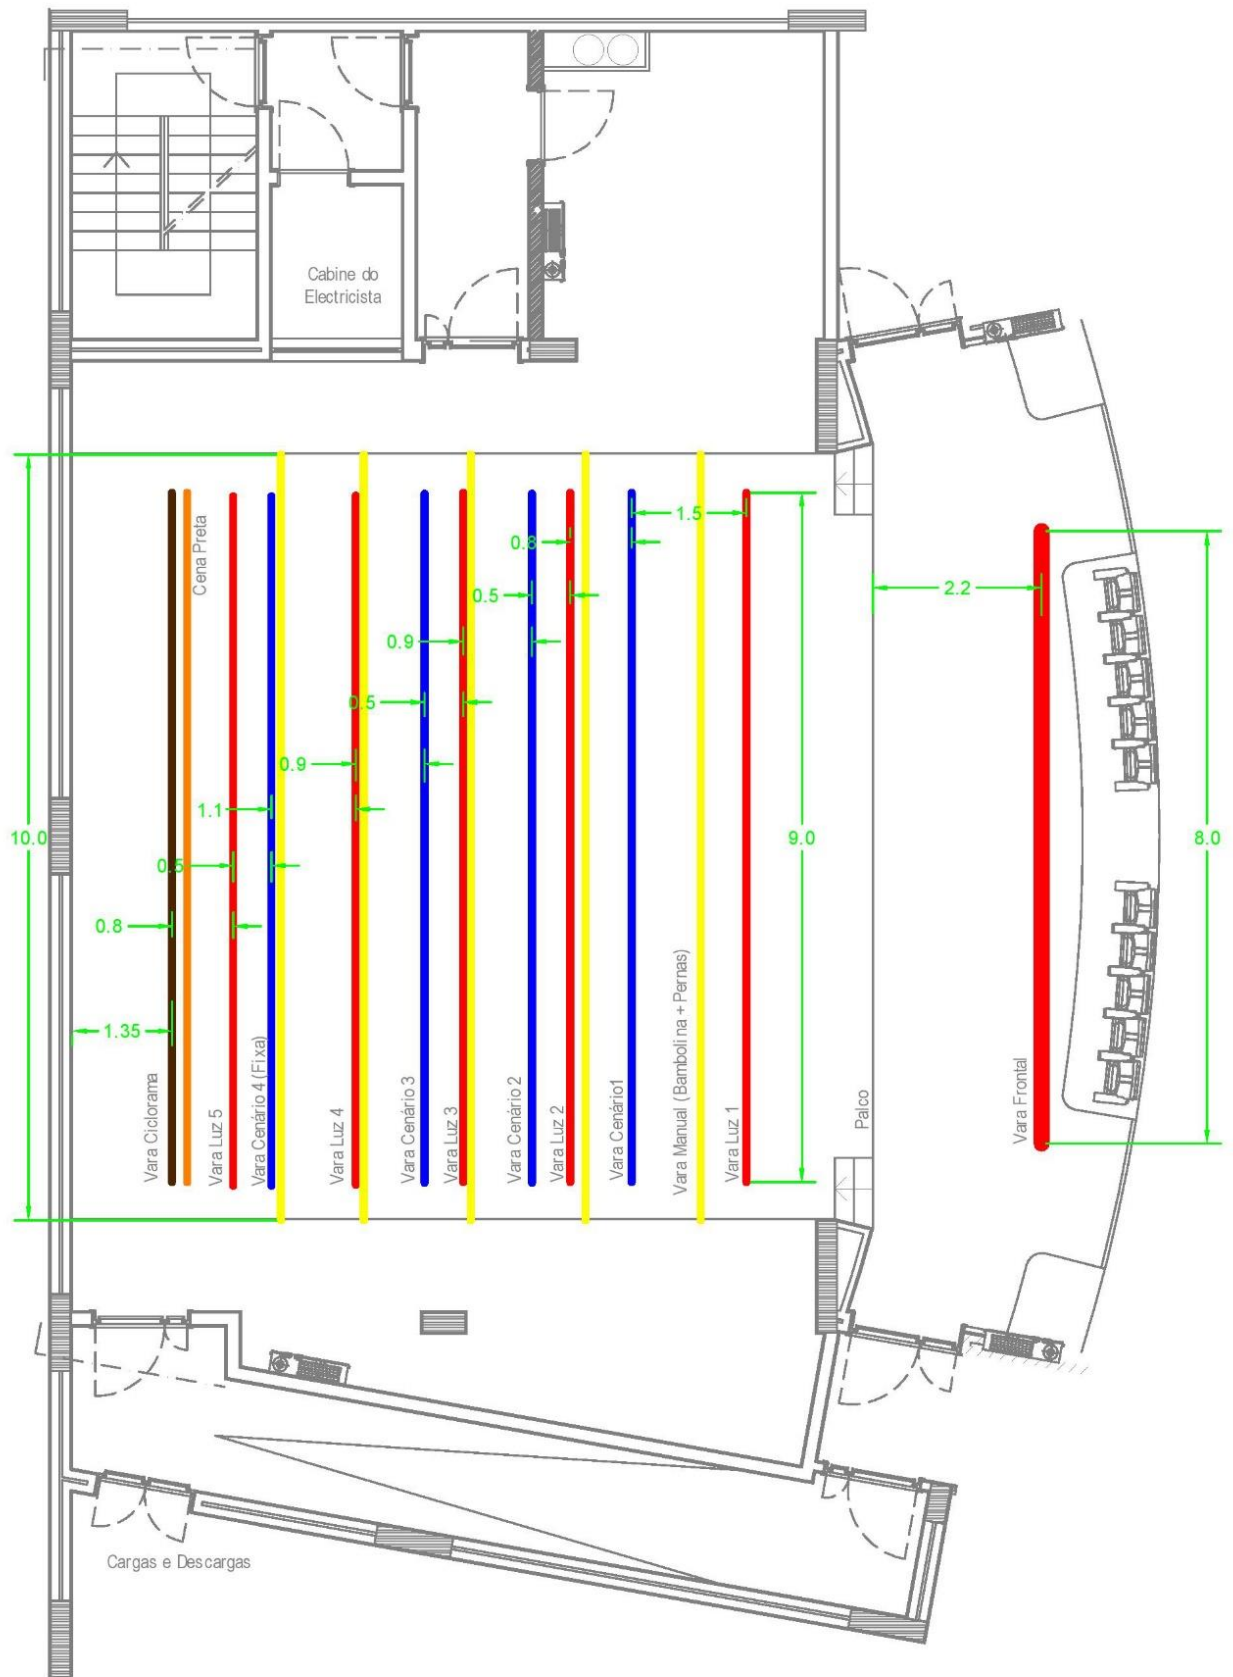 Cabine do
Electricista
Cena Preta
1.5
0.8
0.5
2.2
0.9
0.5
0.9
1.1
10.0
9.0
8.0
0.5
0.8
1.35
Vara Ciclorama
Vara Luz 5
Vara Cenário 4 (Fixa)
Vara Luz 4
Vara Cenário 3
Vara Luz 3
Vara Cenário 2
Vara Luz 2
Vara Cenário1
Vara Manual (Bambolina + Pernas)
Vara Luz 1
Palco
Vara Frontal
Cargas e Descargas